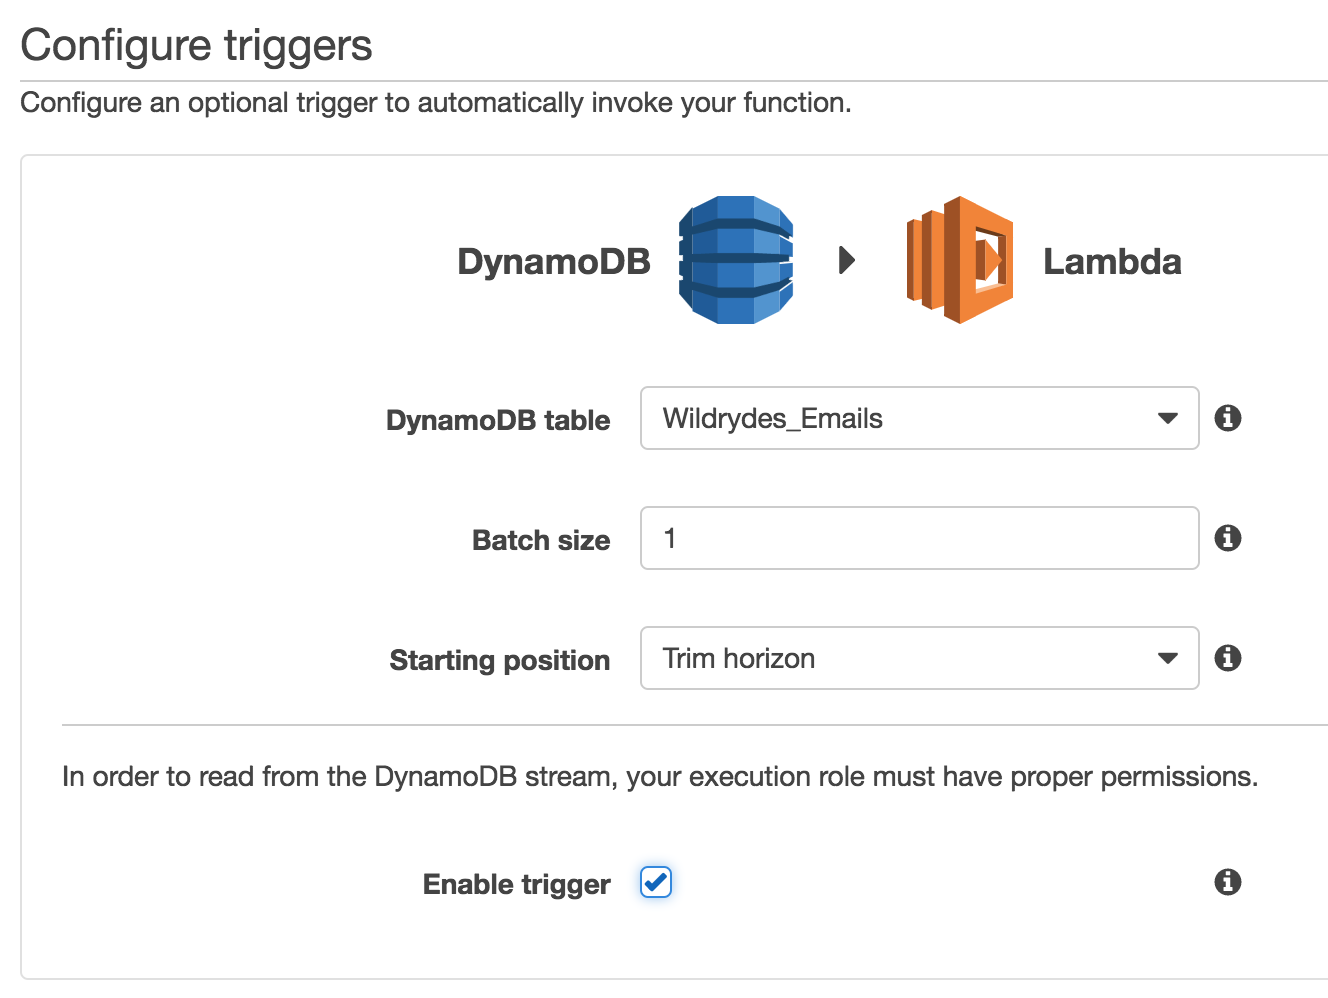 Configure triggers
Configure an optional trigger to automatically invoke your function.
DynamoDB Lambda
DynamoDB table Wildrydes_Emails
Batch size 1
Starting position Trim horizon
In order to read from the DynamoDB stream, your execution role must have proper permissions.
Enable trigger